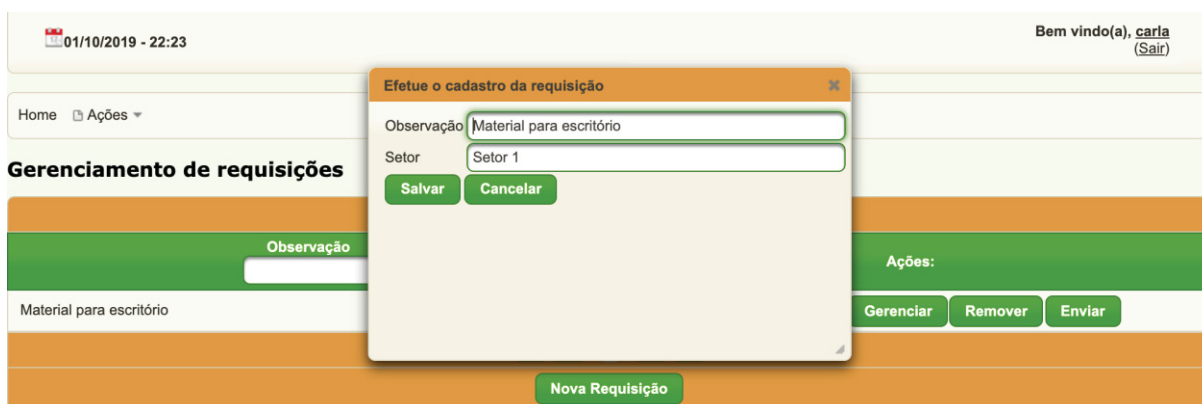 01/10/2019 - 22:23
Bem vindo(a), carla
(Sair)
Home Ações
Efetue o cadastro da requisição
Observação Material para escritório
Setor Setor 1
Salvar Cancelar
Gerenciamento de requisições
Observação
Ações:
Material para escritório
Gerenciar Remover Enviar
Nova Requisição